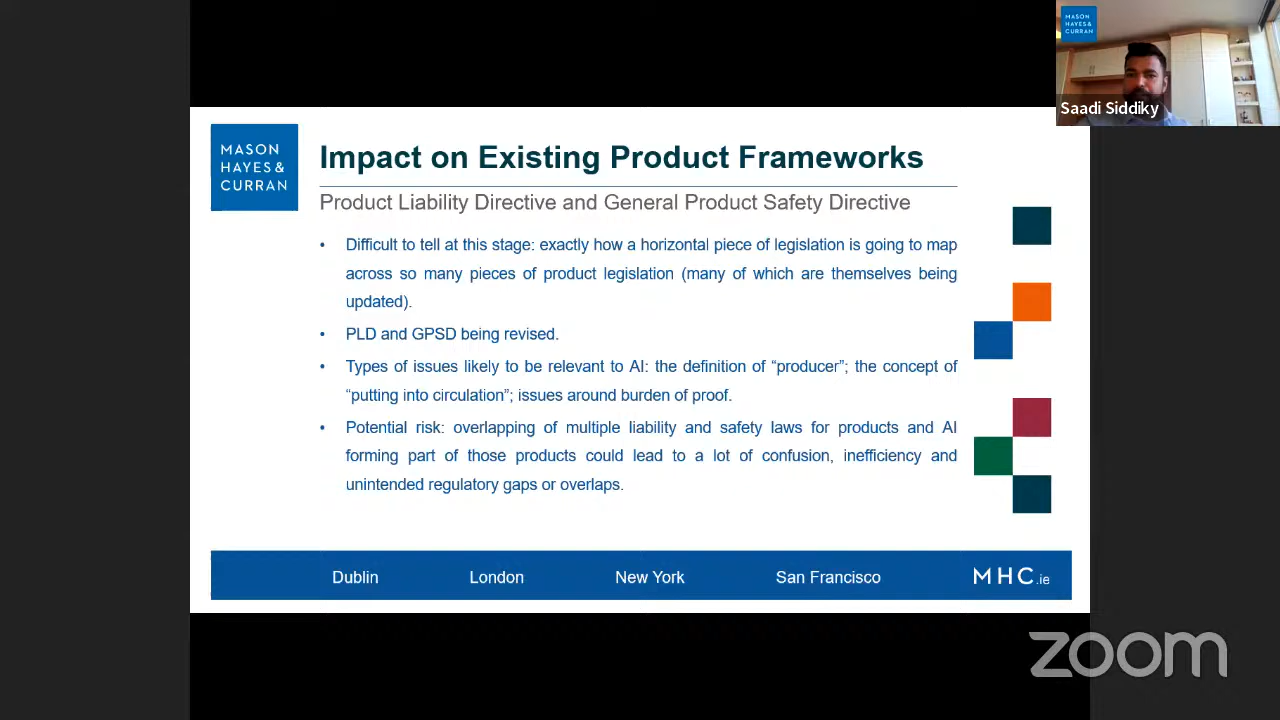 MASON
HAYES &
CURRAN
Saadi Siddiky
MASON
HAYES &
CURRAN
Impact on Existing Product Frameworks
Product Liability Directive and General Product Safety Directive
• Difficult to tell at this stage: exactly how a horizontal piece of legislation is going to map
across so many pieces of product legislation (many of which are themselves being
updated).
• PLD and GPSD being revised.
• Types of issues likely to be relevant to AI: the definition of “producer”; the concept of
“putting into circulation”; issues around burden of proof.
• Potential risk: overlapping of multiple liability and safety laws for products and AI
forming part of those products could lead to a lot of confusion, inefficiency and
unintended regulatory gaps or overlaps.
Dublin London New York San Francisco MHC.ie
zoom